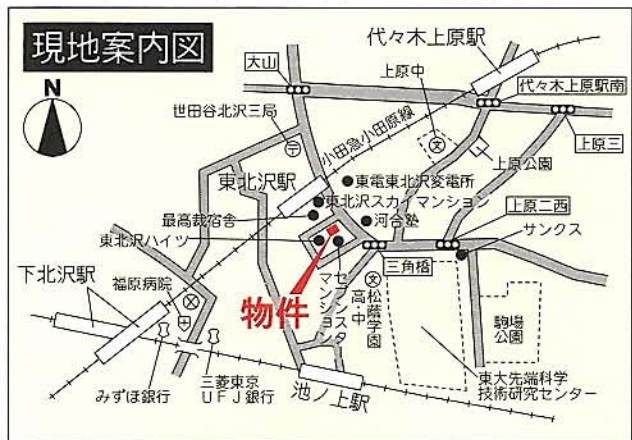 現地案内図
N
代々木上原駅
大山
上原中
代々木上原駅南
世田谷北沢三局
小田急小田原線
上原三
上原公園
東北沢駅
東電東北沢変電所
東北沢スカイマンション
最高裁宿舎
河合塾
上原二西
東北沢ハイツ
サンクス
三角橋
下北沢駅
福原病院
物件
セブンスター
マンション
松蔭学園
高・中
駒場
公園
みずほ銀行
三菱東京
UFJ銀行
池ノ上駅
東大先端科学
技術研究センター